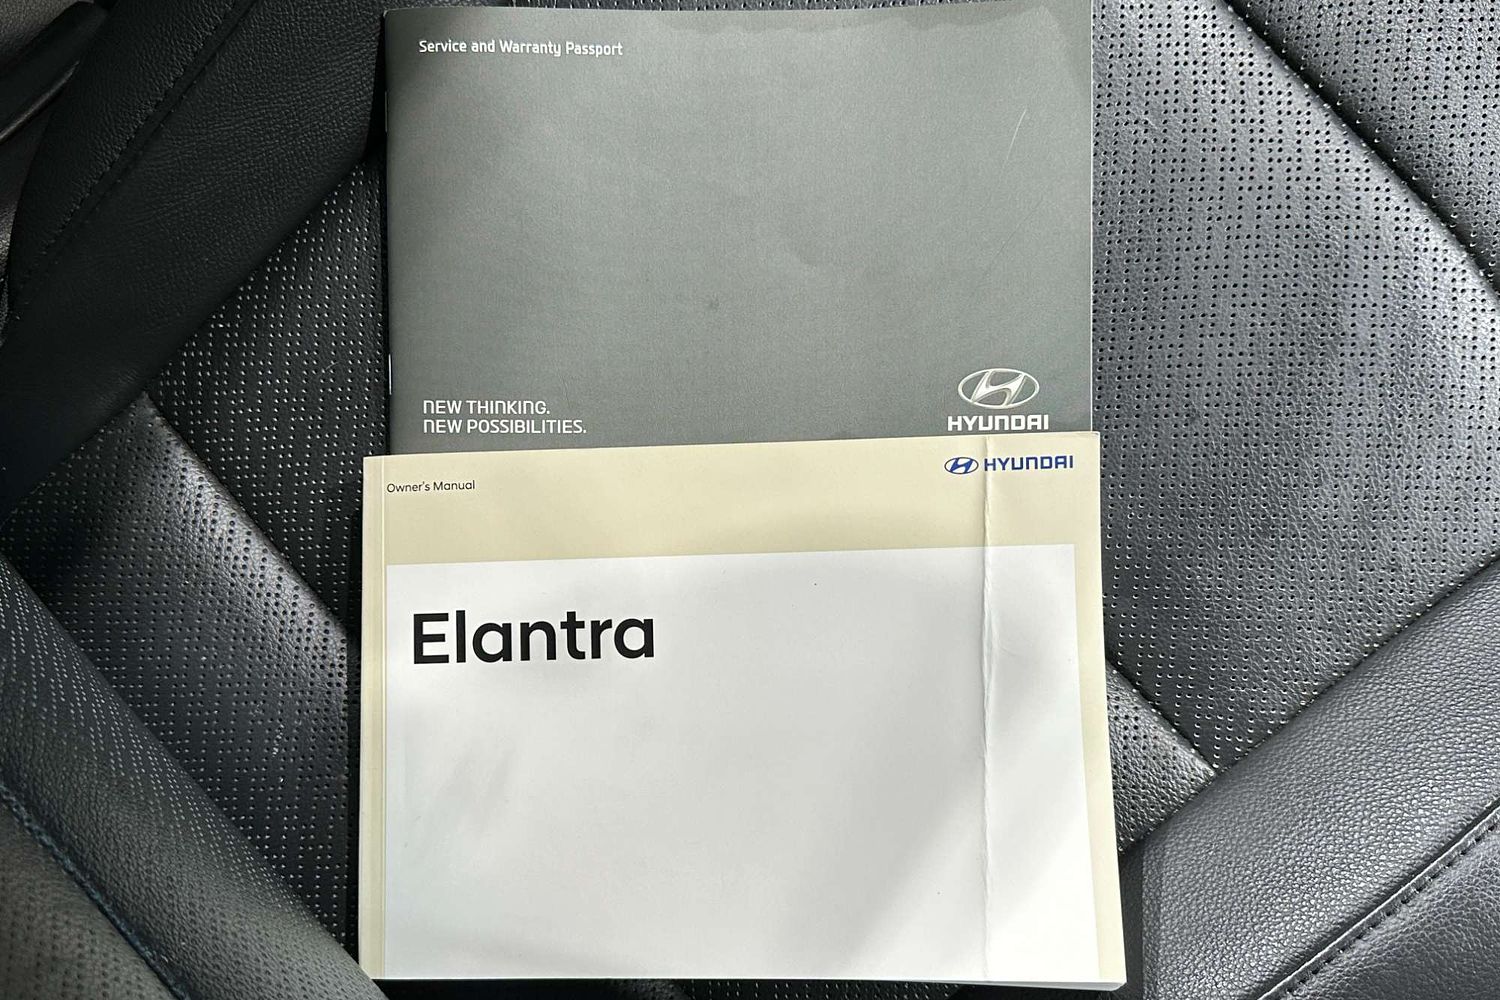 Service and Warranty Passport
NEW THINKING.
NEW POSSIBILITIES.
HYUNDAI
Owner's Manual
HYUNDAI
Elantra